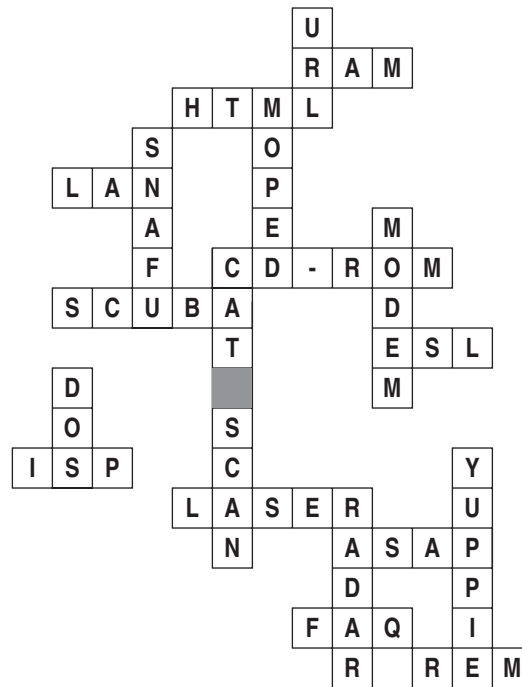 U
R A M
H T M L
S O
L A N P
A E M
F C D - R O M
S C U B A D
T E S L
D M
O S
I S P C Y
L A S E R U
N A S A P
D P
F A Q I
R R E M